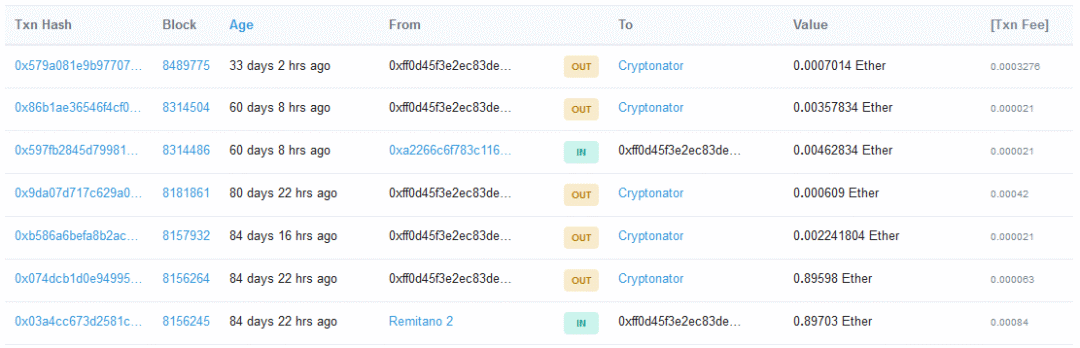 Txn Hash Block Age From To Value [Txn Fee]
0x579a081e9b97707... 8489775 33 days 2 hrs ago 0xff0d45f3e2ec83de... OUT Cryptonator 0.0007014 Ether 0.0003276
0x86b1ae36546f4cf0... 8314504 60 days 8 hrs ago 0xff0d45f3e2ec83de... OUT Cryptonator 0.00357834 Ether 0.000021
0x597fb2845d79981... 8314486 60 days 8 hrs ago 0xa2266c6f783c116... IN 0xff0d45f3e2ec83de... 0.00462834 Ether 0.000021
0x9da07d717c629a0... 8181861 80 days 22 hrs ago 0xff0d45f3e2ec83de... OUT Cryptonator 0.000609 Ether 0.00042
0xb586a6befa8b2ac... 8157932 84 days 16 hrs ago 0xff0d45f3e2ec83de... OUT Cryptonator 0.002241804 Ether 0.000021
0x074dcb1d0e94995... 8156264 84 days 22 hrs ago 0xff0d45f3e2ec83de... OUT Cryptonator 0.89598 Ether 0.000063
0x03a4cc673d2581c... 8156245 84 days 22 hrs ago Remitano 2 IN 0xff0d45f3e2ec83de... 0.89703 Ether 0.00084